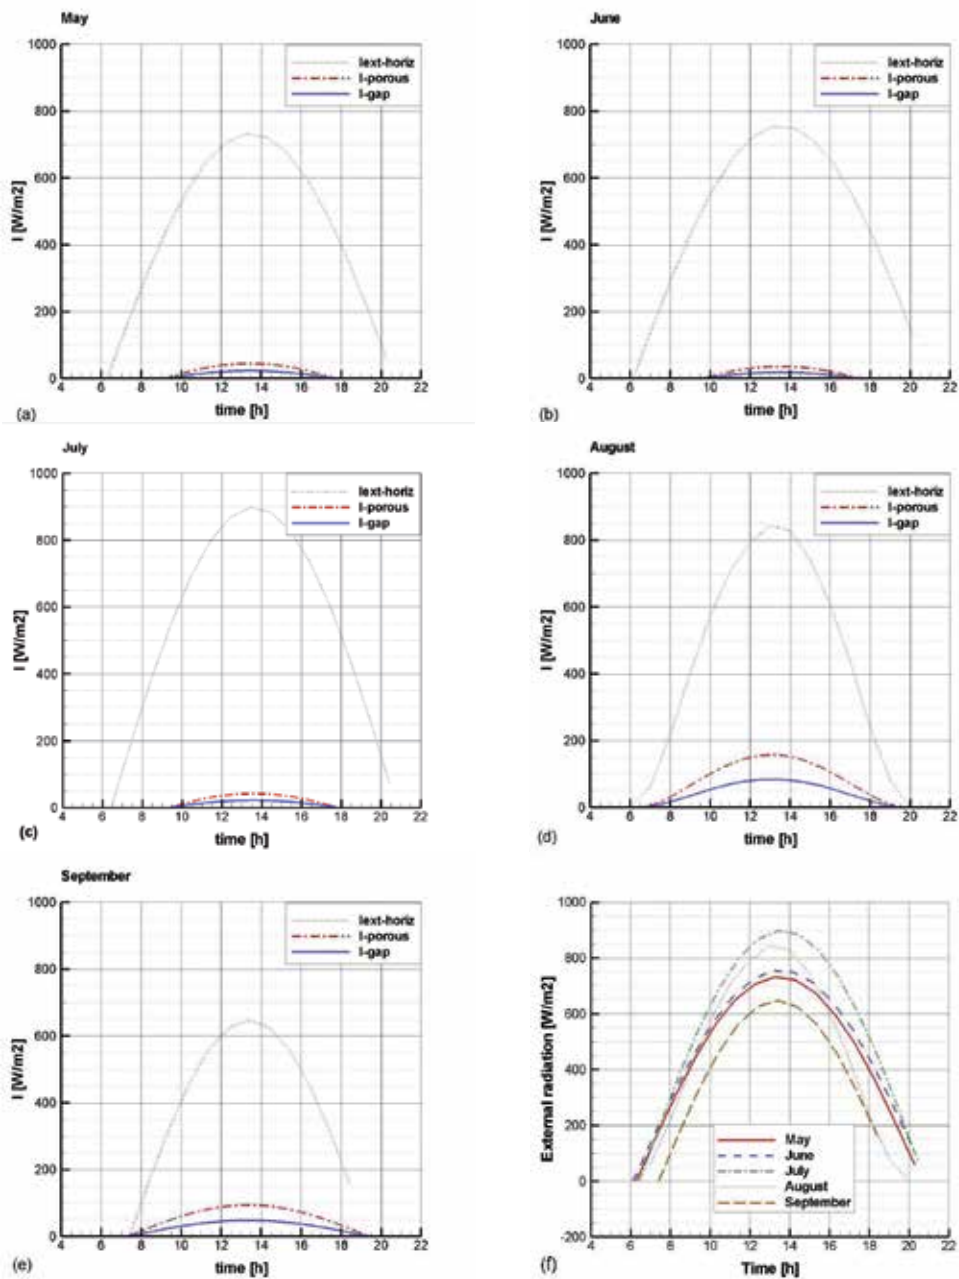 May
June
1000
800
600
400
200
0
I [W/m2]
Iext-horiz
I-porous
I-gap
4 6 8 10 12 14 16 18 20 22
time [h]
(a)
1000
800
600
400
200
0
I [W/m2]
Iext-horiz
I-porous
I-gap
4 6 8 10 12 14 16 18 20 22
time [h]
(b)
July
August
1000
800
600
400
200
0
I [W/m2]
Iext-horiz
I-porous
I-gap
4 6 8 10 12 14 16 18 20 22
time [h]
(c)
1000
800
600
400
200
0
I [W/m2]
Iext-horiz
I-porous
I-gap
4 6 8 10 12 14 16 18 20 22
time [h]
(d)
September
1000
800
600
400
200
0
I [W/m2]
Iext-horiz
I-porous
I-gap
4 6 8 10 12 14 16 18 20 22
time [h]
(e)
1000
800
600
400
200
0
-200
External radiation [W/m2]
May
June
July
August
September
4 6 8 10 12 14 16 18 20 22
Time [h]
(f)